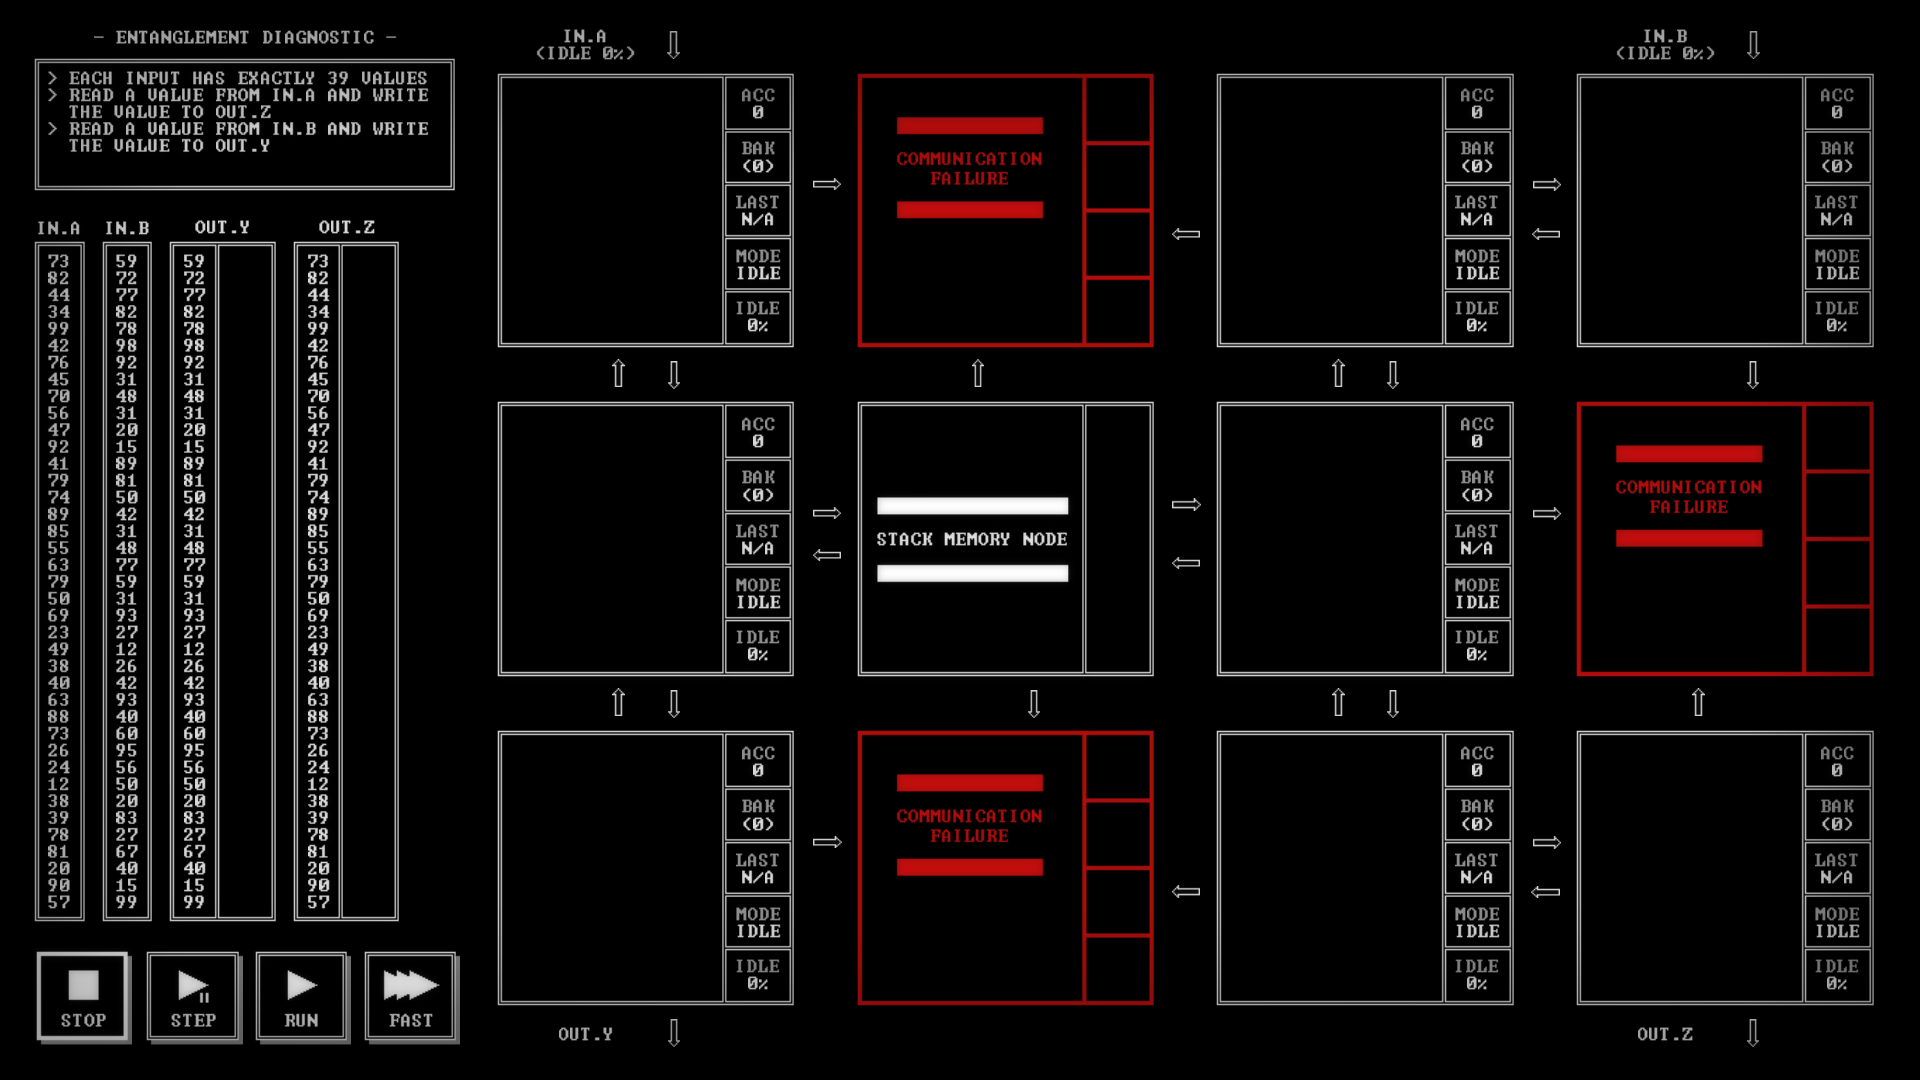 - ENTANGLEMENT DIAGNOSTIC -
> EACH INPUT HAS EXACTLY 39 VALUES
> READ A VALUE FROM IN.A AND WRITE
THE VALUE TO OUT.Z
> READ A VALUE FROM IN.B AND WRITE
THE VALUE TO OUT.Y
IN.A IN.B OUT.Y OUT.Z
73 59 59 73
82 72 72 82
44 77 77 44
34 82 82 34
99 78 78 99
42 98 98 42
76 92 92 76
45 31 31 45
70 48 48 70
56 31 31 56
47 20 20 47
92 15 15 92
41 89 89 41
79 81 81 79
74 50 50 74
89 42 42 89
85 31 31 85
55 48 48 55
63 77 77 63
79 59 59 79
50 31 31 50
69 93 93 69
23 27 27 23
49 12 12 49
38 26 26 38
40 42 42 40
63 93 93 63
88 40 40 88
73 60 60 73
26 95 95 26
24 56 56 24
12 50 50 12
38 20 20 38
39 83 83 39
78 27 27 78
81 67 67 81
20 40 40 20
90 15 15 90
57 99 99 57
STOP STEP RUN FAST
IN.A
(IDLE 0%)
IN.B
(IDLE 0%)
ACC
0
BAK
(0)
LAST
N/A
MODE
IDLE
IDLE
0%
COMMUNICATION
FAILURE
ACC
0
BAK
(0)
LAST
N/A
MODE
IDLE
IDLE
0%
ACC
0
BAK
(0)
LAST
N/A
MODE
IDLE
IDLE
0%
ACC
0
BAK
(0)
LAST
N/A
MODE
IDLE
IDLE
0%
STACK MEMORY NODE
ACC
0
BAK
(0)
LAST
N/A
MODE
IDLE
IDLE
0%
COMMUNICATION
FAILURE
ACC
0
BAK
(0)
LAST
N/A
MODE
IDLE
IDLE
0%
COMMUNICATION
FAILURE
ACC
0
BAK
(0)
LAST
N/A
MODE
IDLE
IDLE
0%
ACC
0
BAK
(0)
LAST
N/A
MODE
IDLE
IDLE
0%
OUT.Y
OUT.Z